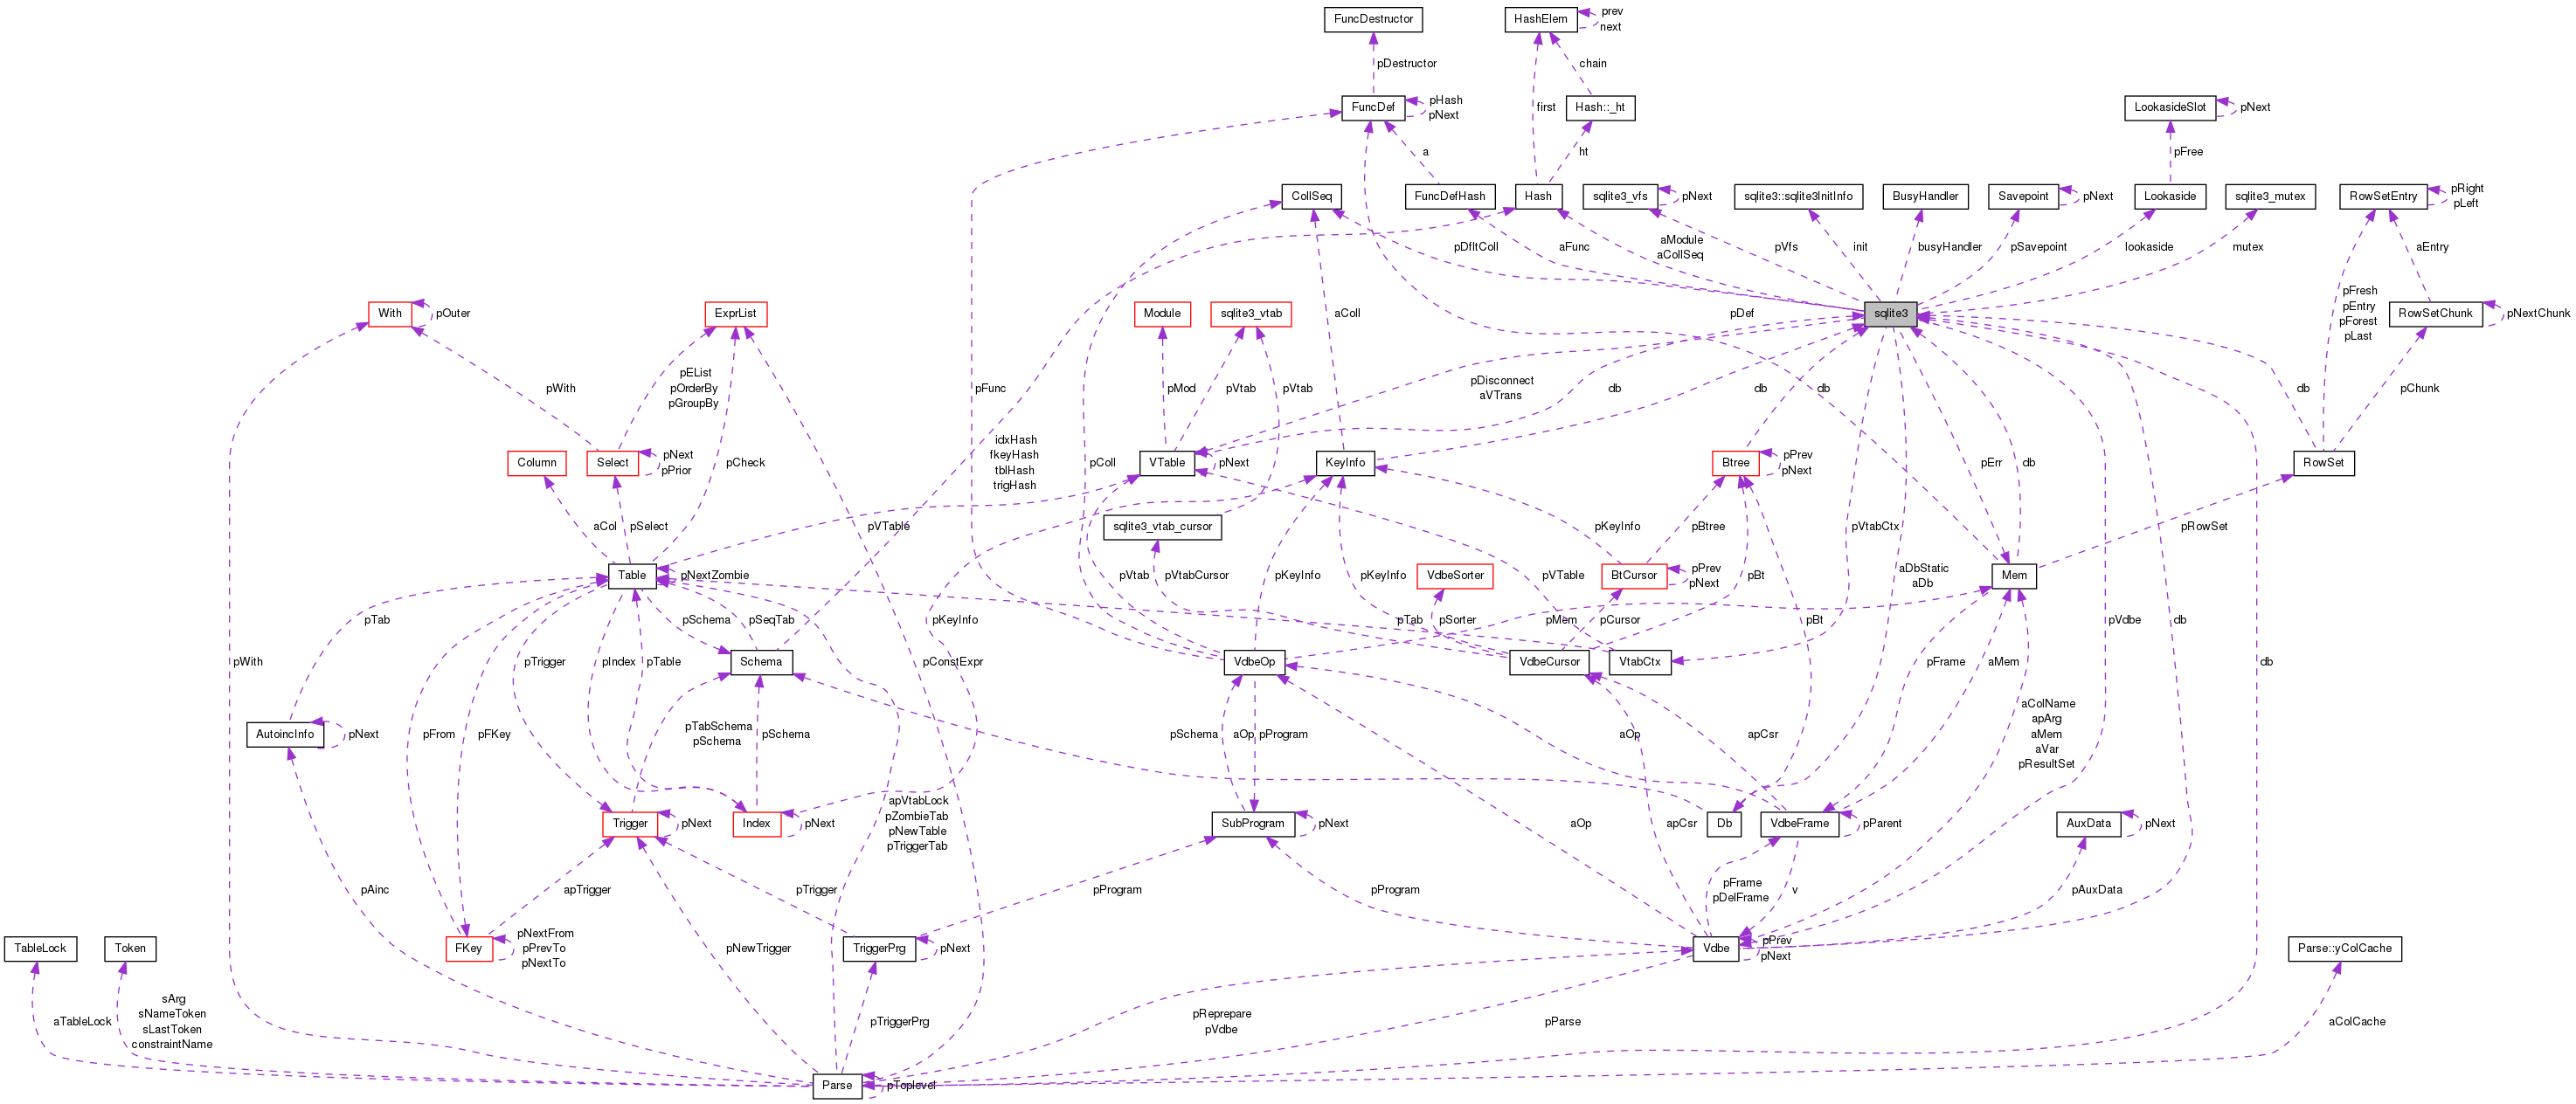 FuncDestructor
HashElem
prev
next
pDestructor
chain
FuncDef
pHash
pNext
first
Hash::_ht
LookasideSlot
pNext
a
ht
pFree
CollSeq
FuncDefHash
Hash
sqlite3_vfs
pNext
sqlite3::sqlite3InitInfo
BusyHandler
Savepoint
pNext
Lookaside
sqlite3_mutex
RowSetEntry
pRight
pLeft
pDfltColl
aFunc
aModule
aCollSeq
pVfs
init
busyHandler
pSavepoint
lookaside
mutex
aEntry
With
pOuter
ExprList
Module
sqlite3_vtab
aColl
pDef
sqlite3
pFresh
pEntry
pForest
pLast
RowSetChunk
pNextChunk
pWith
pEList
pOrderBy
pGroupBy
pFunc
pMod
pVtab
pVtab
pDisconnect
aVTrans
db
db
db
db
pChunk
Column
Select
pNext
pPrior
pCheck
idxHash
fkeyHash
tblHash
trigHash
pColl
VTable
pNext
KeyInfo
Btree
pPrev
pNext
pErr
db
RowSet
aCol
pSelect
pVTable
sqlite3_vtab_cursor
pKeyInfo
pBtree
pVtabCtx
pRowSet
Table
pNextZombie
pVtab
pVtabCursor
pKeyInfo
pKeyInfo
VdbeSorter
pVTable
BtCursor
pPrev
pNext
pBt
aDbStatic
aDb
Mem
pTab
pSchema
pSeqTab
pKeyInfo
pTab
pSorter
pMem
pCursor
pBt
pVdbe
db
pWith
pTrigger
pIndex
pTable
Schema
pConstExpr
VdbeOp
VdbeCursor
VtabCtx
pFrame
aMem
db
AutoincInfo
pNext
pFrom
pFKey
pTabSchema
pSchema
pSchema
pSchema
aOp
pProgram
aOp
apCsr
aColName
apArg
aMem
aVar
pResultSet
Trigger
pNext
Index
pNext
apVtabLock
pZombieTab
pNewTable
pTriggerTab
SubProgram
pNext
aOp
apCsr
Db
VdbeFrame
pParent
AuxData
pNext
pAinc
apTrigger
pTrigger
pProgram
pProgram
pFrame
pDelFrame
v
pAuxData
TableLock
Token
FKey
pNextFrom
pPrevTo
pNextTo
pNewTrigger
TriggerPrg
pNext
Vdbe
pPrev
pNext
Parse::yColCache
aTableLock
sArg
sNameToken
sLastToken
constraintName
pTriggerPrg
pReprepare
pVdbe
pParse
aColCache
Parse
pToplevel